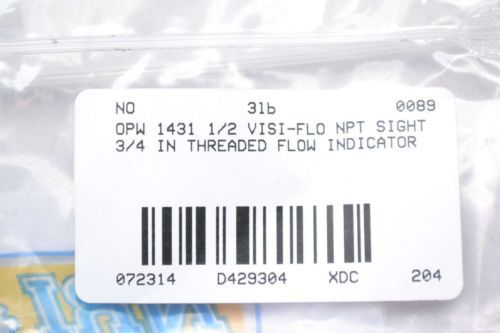 NO 31b 0089
OPW 1431 1/2 VISI-FLO NPT SIGHT
3/4 IN THREADED FLOW INDICATOR
072314 D429304 XDC 204